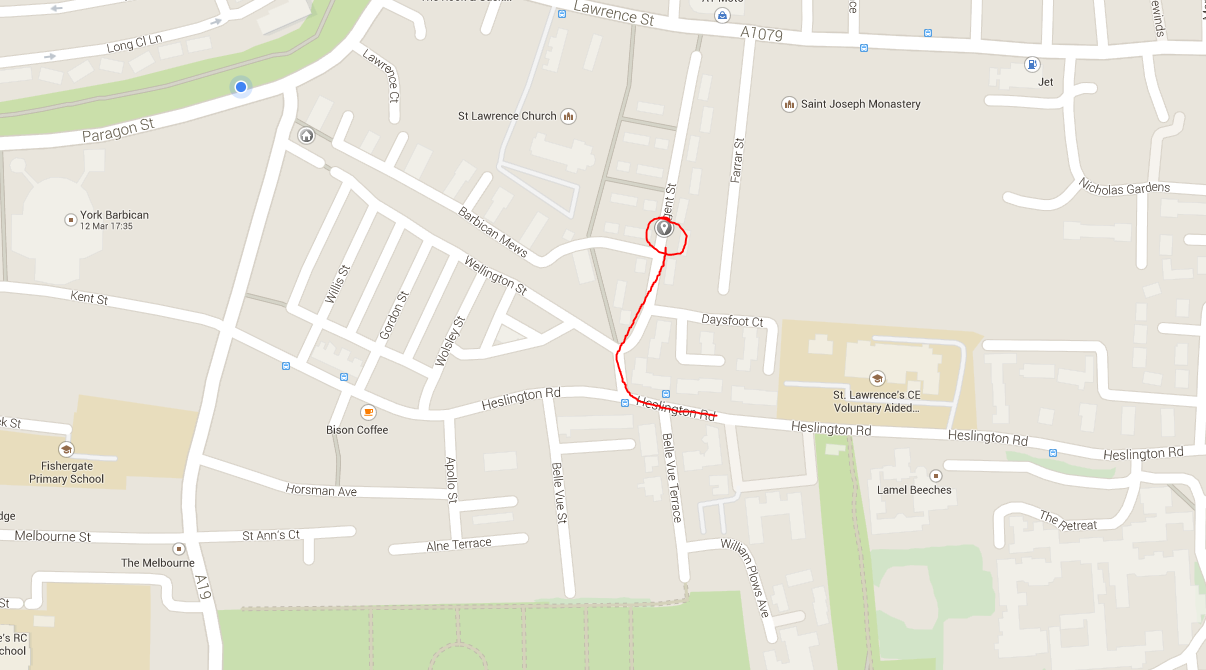 Lawrence St
A1079
Long Cl Ln
Lawrence Ct
Jet
Saint Joseph Monastery
St Lawrence Church
Paragon St
Farrar St
Nicholas Gardens
York Barbican
12 Mar 17:35
Barbican Mews
Wellington St
Willis St
Gordon St
Wolsley St
Kent St
Daysfoot Ct
St. Lawrence's CE
Voluntary Aided...
Heslington Rd
Heslington Rd
Heslington Rd
Heslington Rd
Heslington Rd
Bison Coffee
Fishergate
Primary School
Horsman Ave
Apollo St
Belle Vue St
Belle Vue Terrace
Lamel Beeches
The Retreat
Melbourne St
St Ann's Ct
The Melbourne
Alne Terrace
William Plows Ave
A19
St